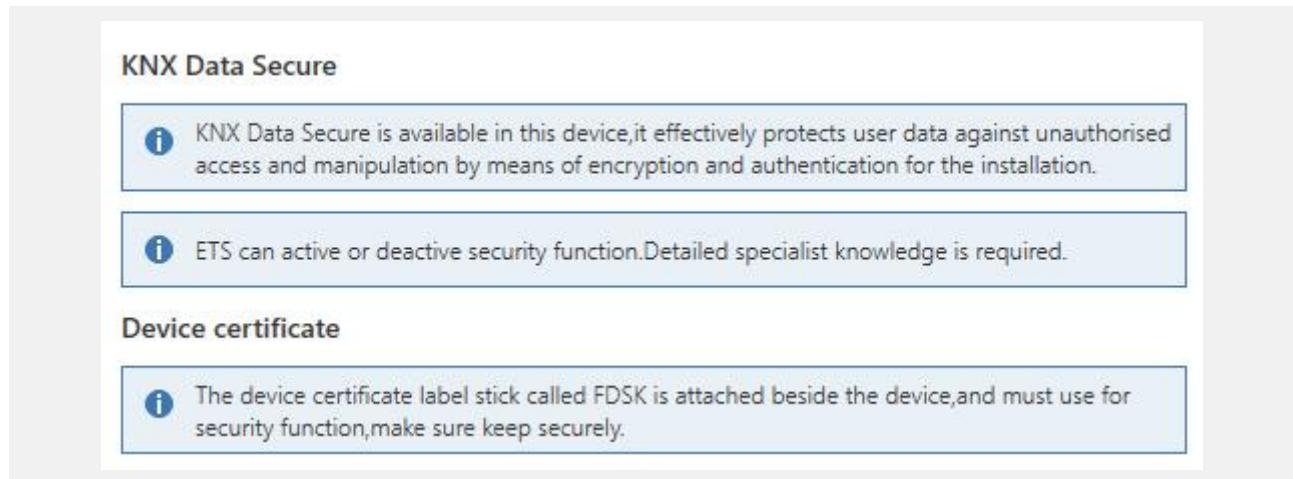 KNX Data Secure
KNX Data Secure is available in this device,it effectively protects user data against unauthorised
access and manipulation by means of encryption and authentication for the installation.
ETS can active or deactive security function.Detailed specialist knowledge is required.
Device certificate
The device certificate label stick called FDSK is attached beside the device,and must use for
security function,make sure keep securely.